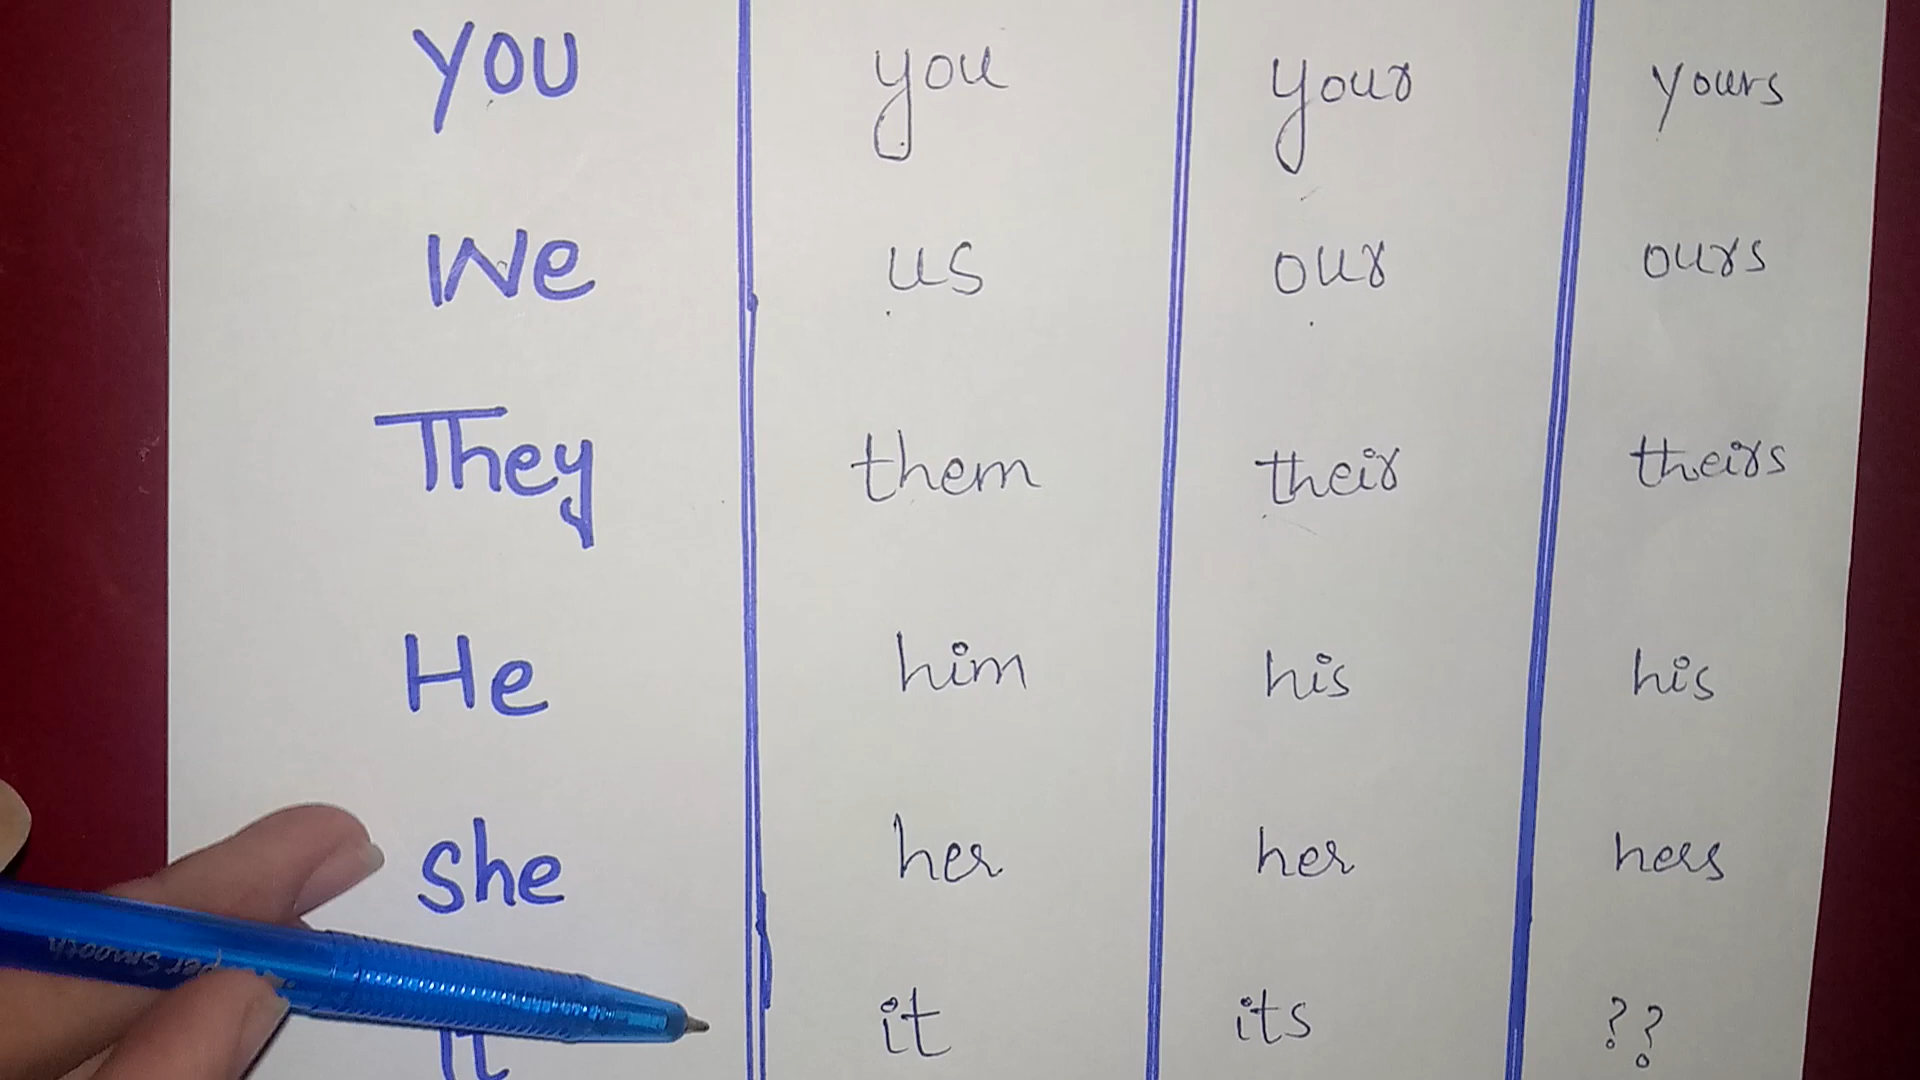 You you your yours
We us our ours
They them their theirs
He him his his
She her her hers
It it its ??